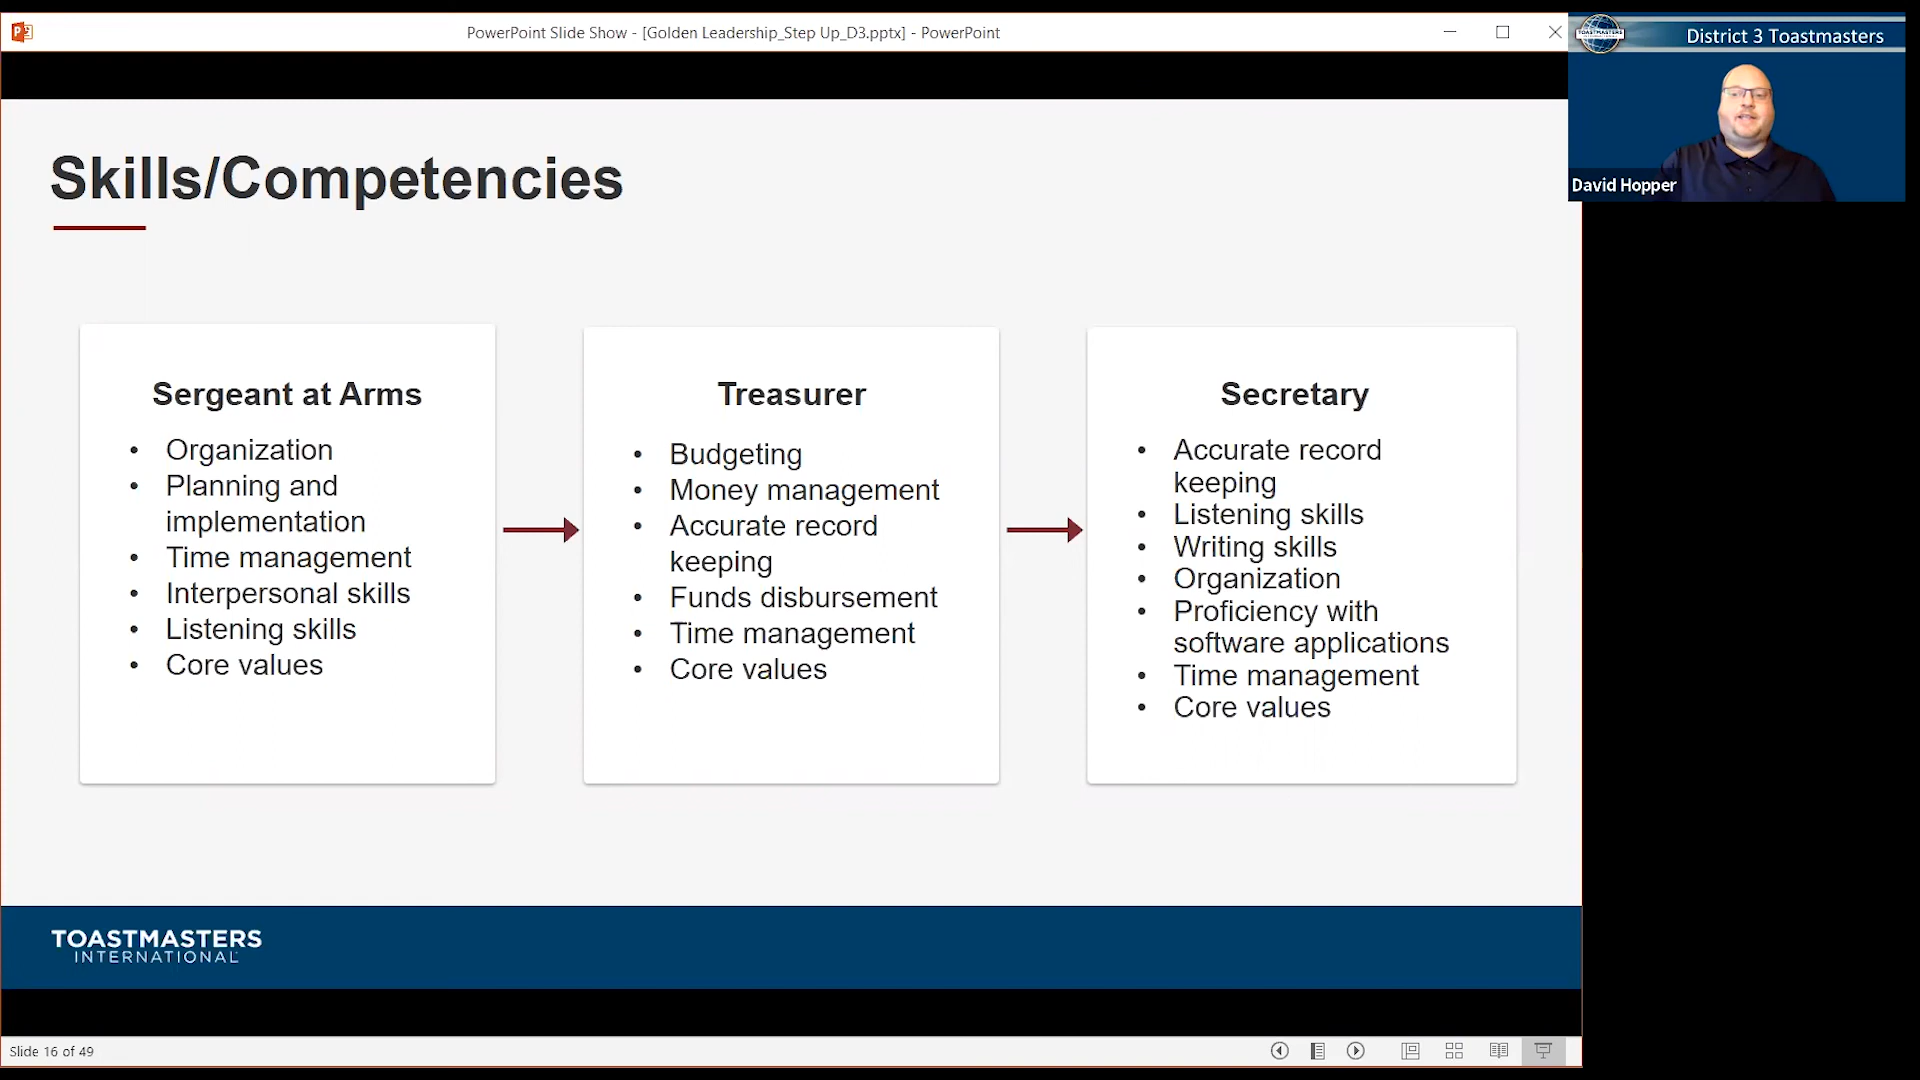 PowerPoint Slide Show - [Golden Leadership_Step Up_D3.pptx] - PowerPoint
TOASTMASTERS
District 3 Toastmasters
David Hopper
Skills/Competencies
Sergeant at Arms
• Organization
• Planning and
implementation
• Time management
• Interpersonal skills
• Listening skills
• Core values
Treasurer
• Budgeting
• Money management
• Accurate record
keeping
• Funds disbursement
• Time management
• Core values
Secretary
• Accurate record
keeping
• Listening skills
• Writing skills
• Organization
• Proficiency with
software applications
• Time management
• Core values
TOASTMASTERS
INTERNATIONAL
Slide 16 of 49